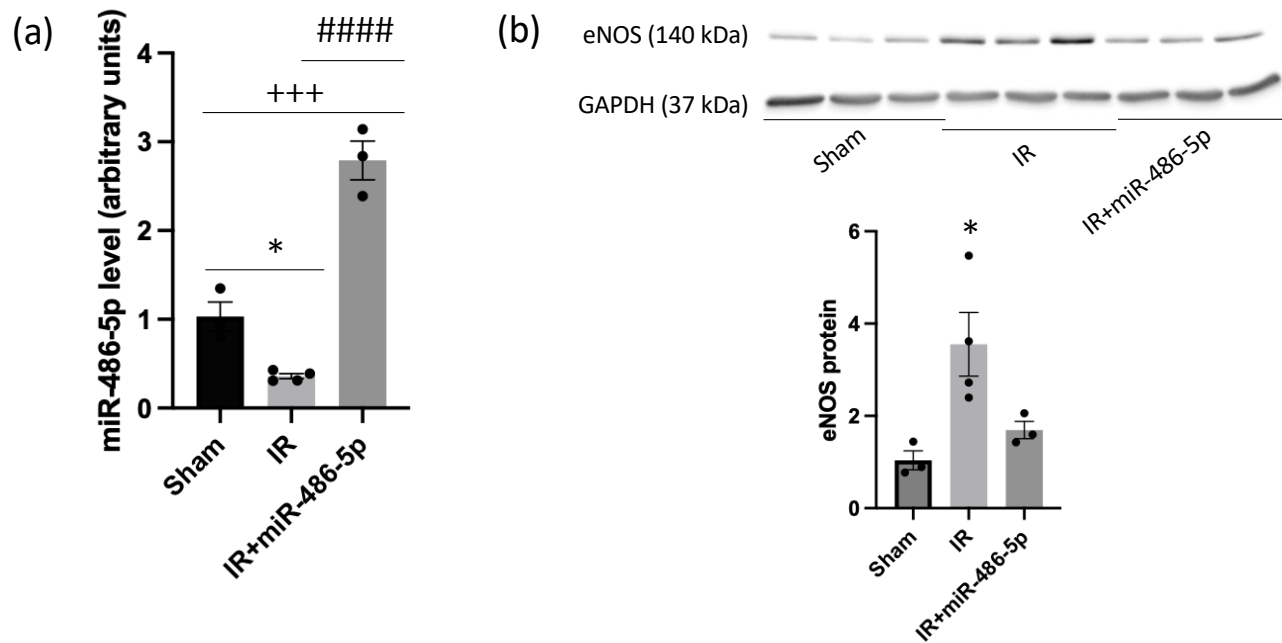 (a)
####
+++
*
miR-486-5p level (arbitrary units)
4
3
2
1
0
Sham
IR
IR+miR-486-5p
(b)
eNOS (140 kDa)
GAPDH (37 kDa)
Sham
IR
IR+miR-486-5p
*
eNOS protein
6
4
2
0
Sham
IR
IR+miR-486-5p